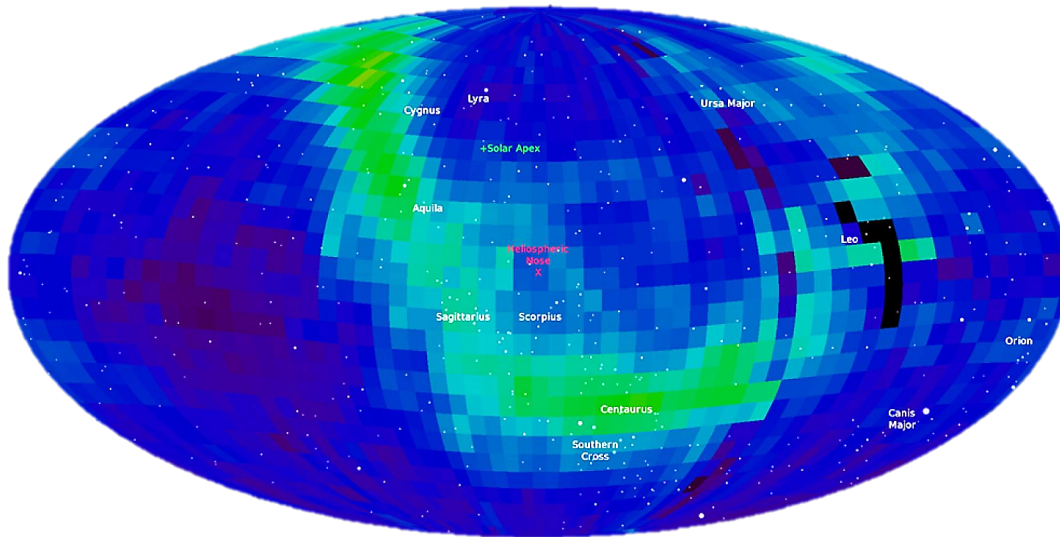 Lyra
Ursa Major
Cygnus
+Solar Apex
Aquila
Leo
Heliospheric
Nose
X
Sagittarius
Scorpius
Orion
Centaurus
Canis
Major
Southern
Cross